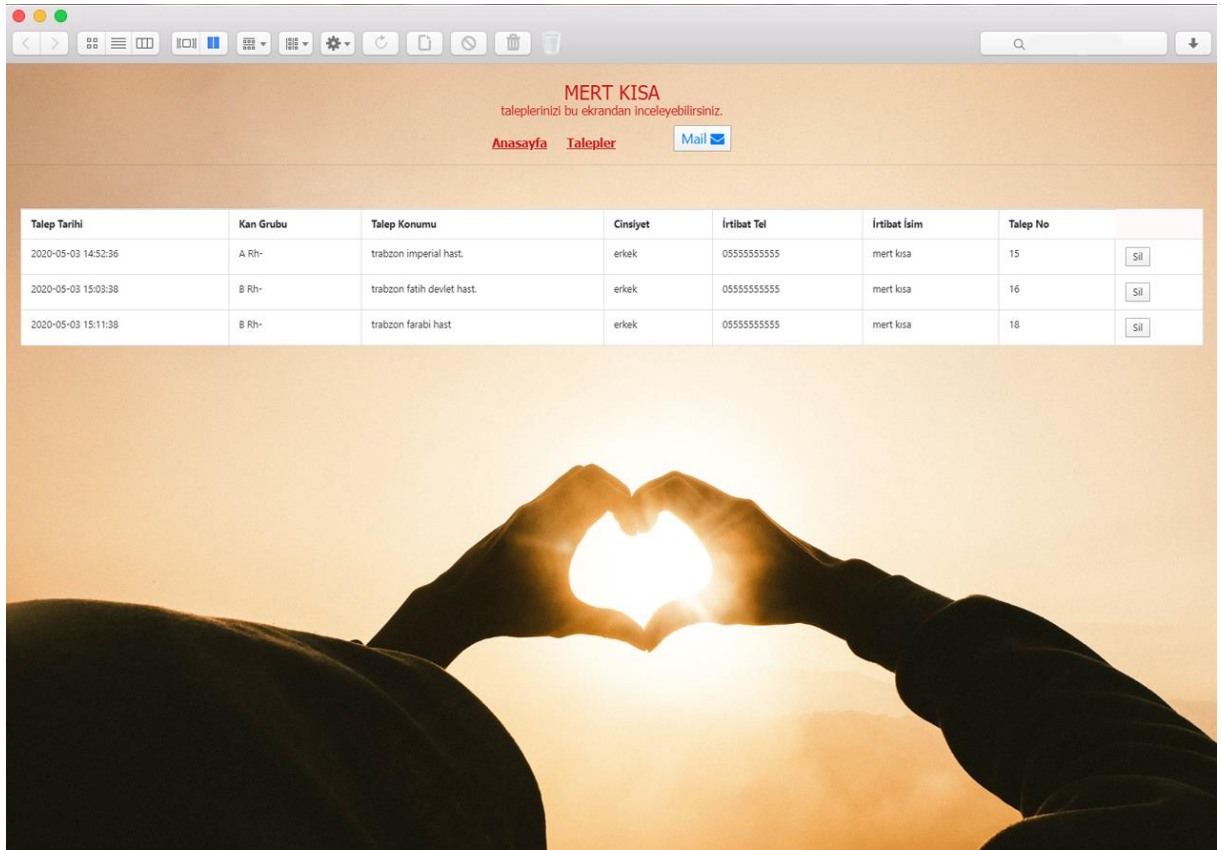 MERT KISA
taleplerinizi bu ekrandan inceleyebilirsiniz.
Anasayfa Talepler Mail
Talep Tarihi Kan Grubu Talep Konumu Cinsiyet İrtibat Tel İrtibat İsim Talep No
2020-05-03 14:52:36 A Rh- trabzon imperial hast. erkek 05555555555 mert kısa 15 Sil
2020-05-03 15:03:38 B Rh- trabzon fatih devlet hast. erkek 05555555555 mert kısa 16 Sil
2020-05-03 15:11:38 B Rh- trabzon farabi hast erkek 05555555555 mert kısa 18 Sil